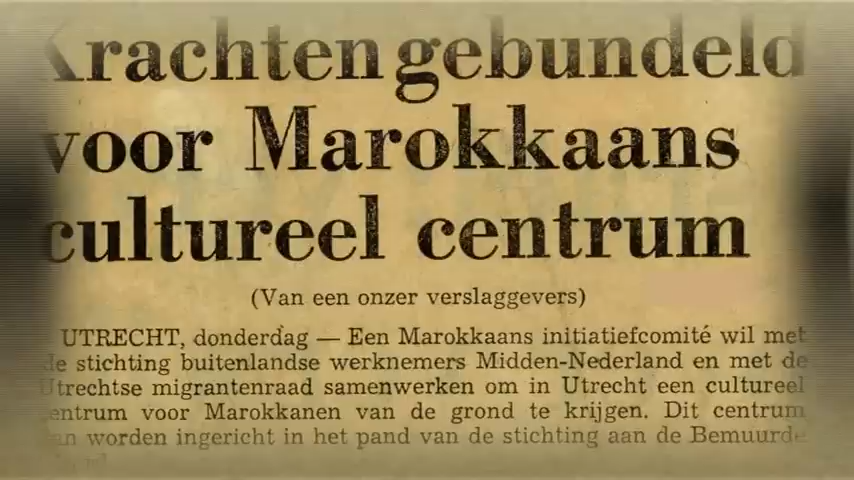 Krachten gebundeld
voor Marokkaans
cultureel centrum
(Van een onzer verslaggevers)
UTRECHT, donderdag — Een Marokkaans initiatiefcomité wil met
de stichting buitenlandse werknemers Midden-Nederland en met de
Utrechtse migrantenraad samenwerken om in Utrecht een cultureel
centrum voor Marokkanen van de grond te krijgen. Dit centrum
worden ingericht in het pand van de stichting aan de Bemuurde